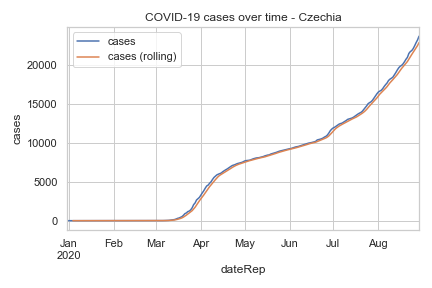 COVID-19 cases over time - Czechia
cases
cases (rolling)
20000
15000
10000
5000
0
cases
Jan Feb Mar Apr May Jun Jul Aug
2020
dateRep